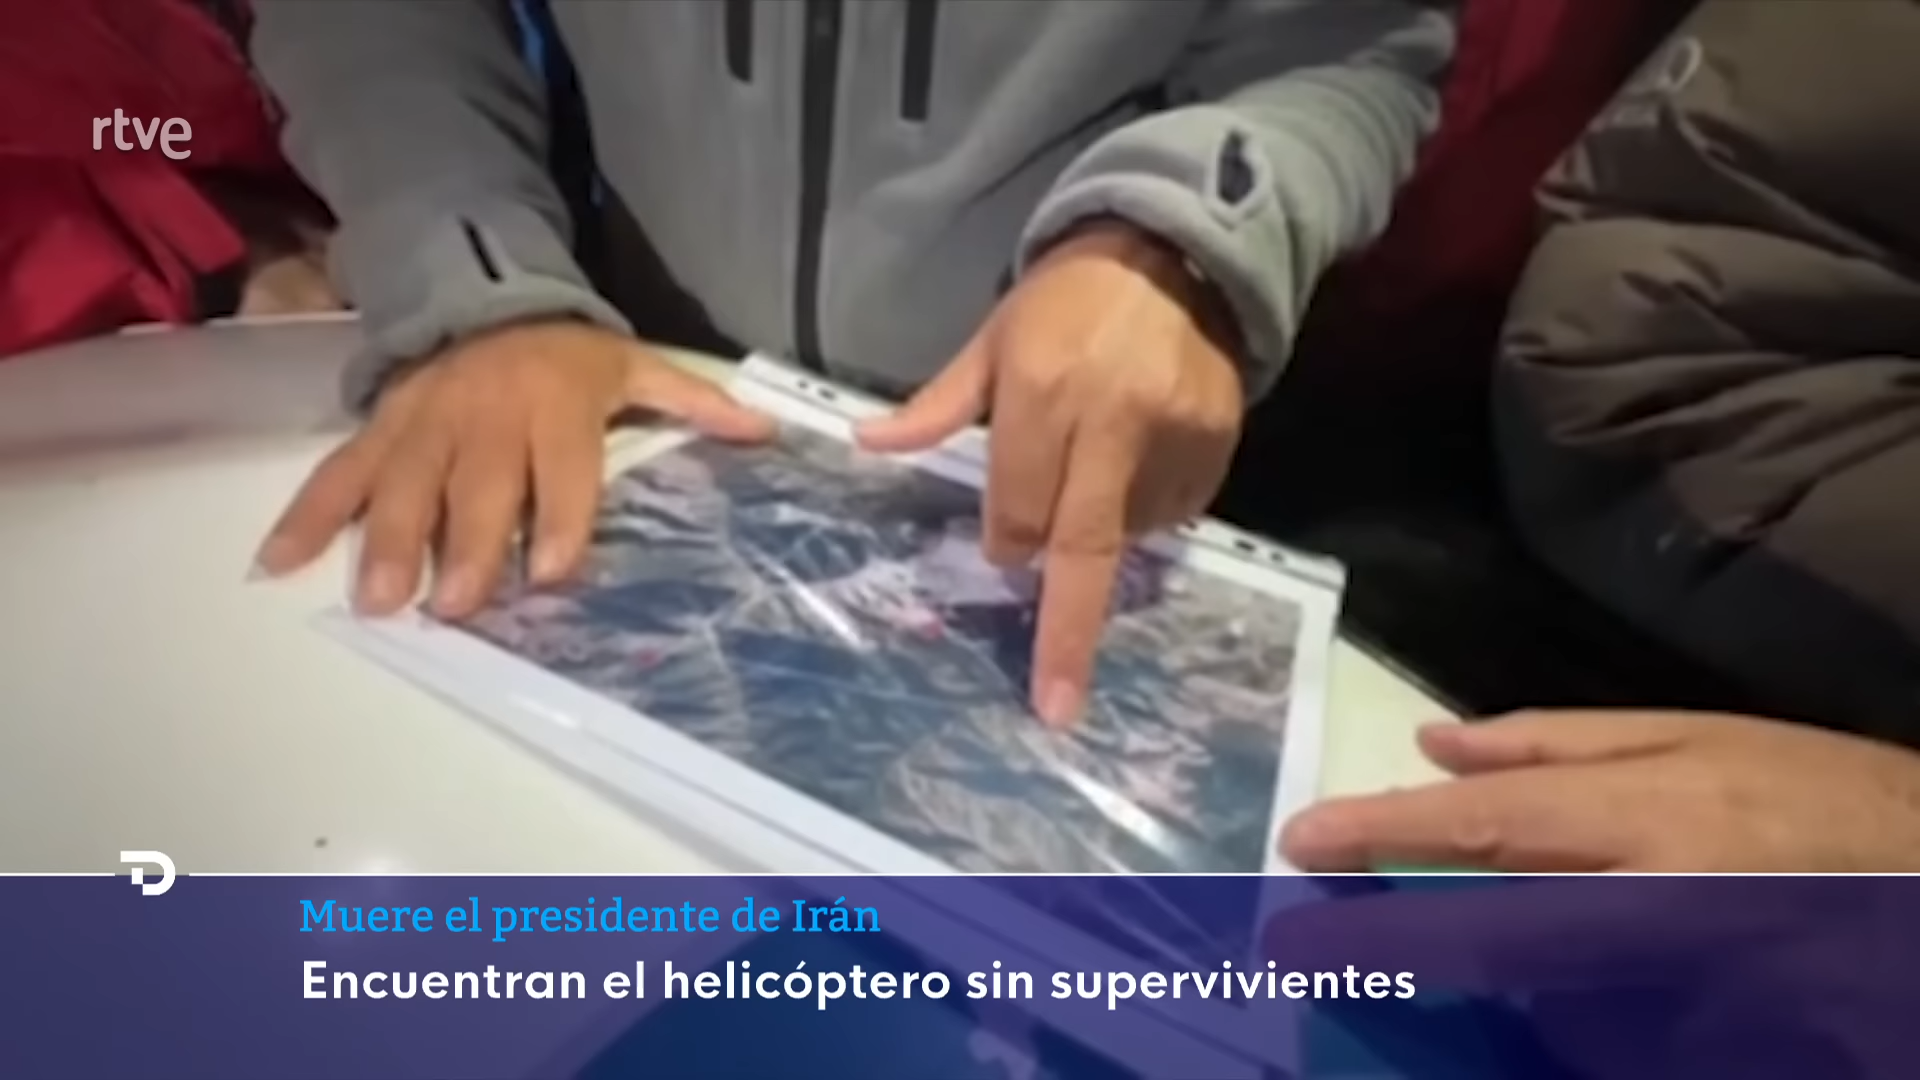 rtve
Muere el presidente de Irán
Encuentran el helicóptero sin supervivientes